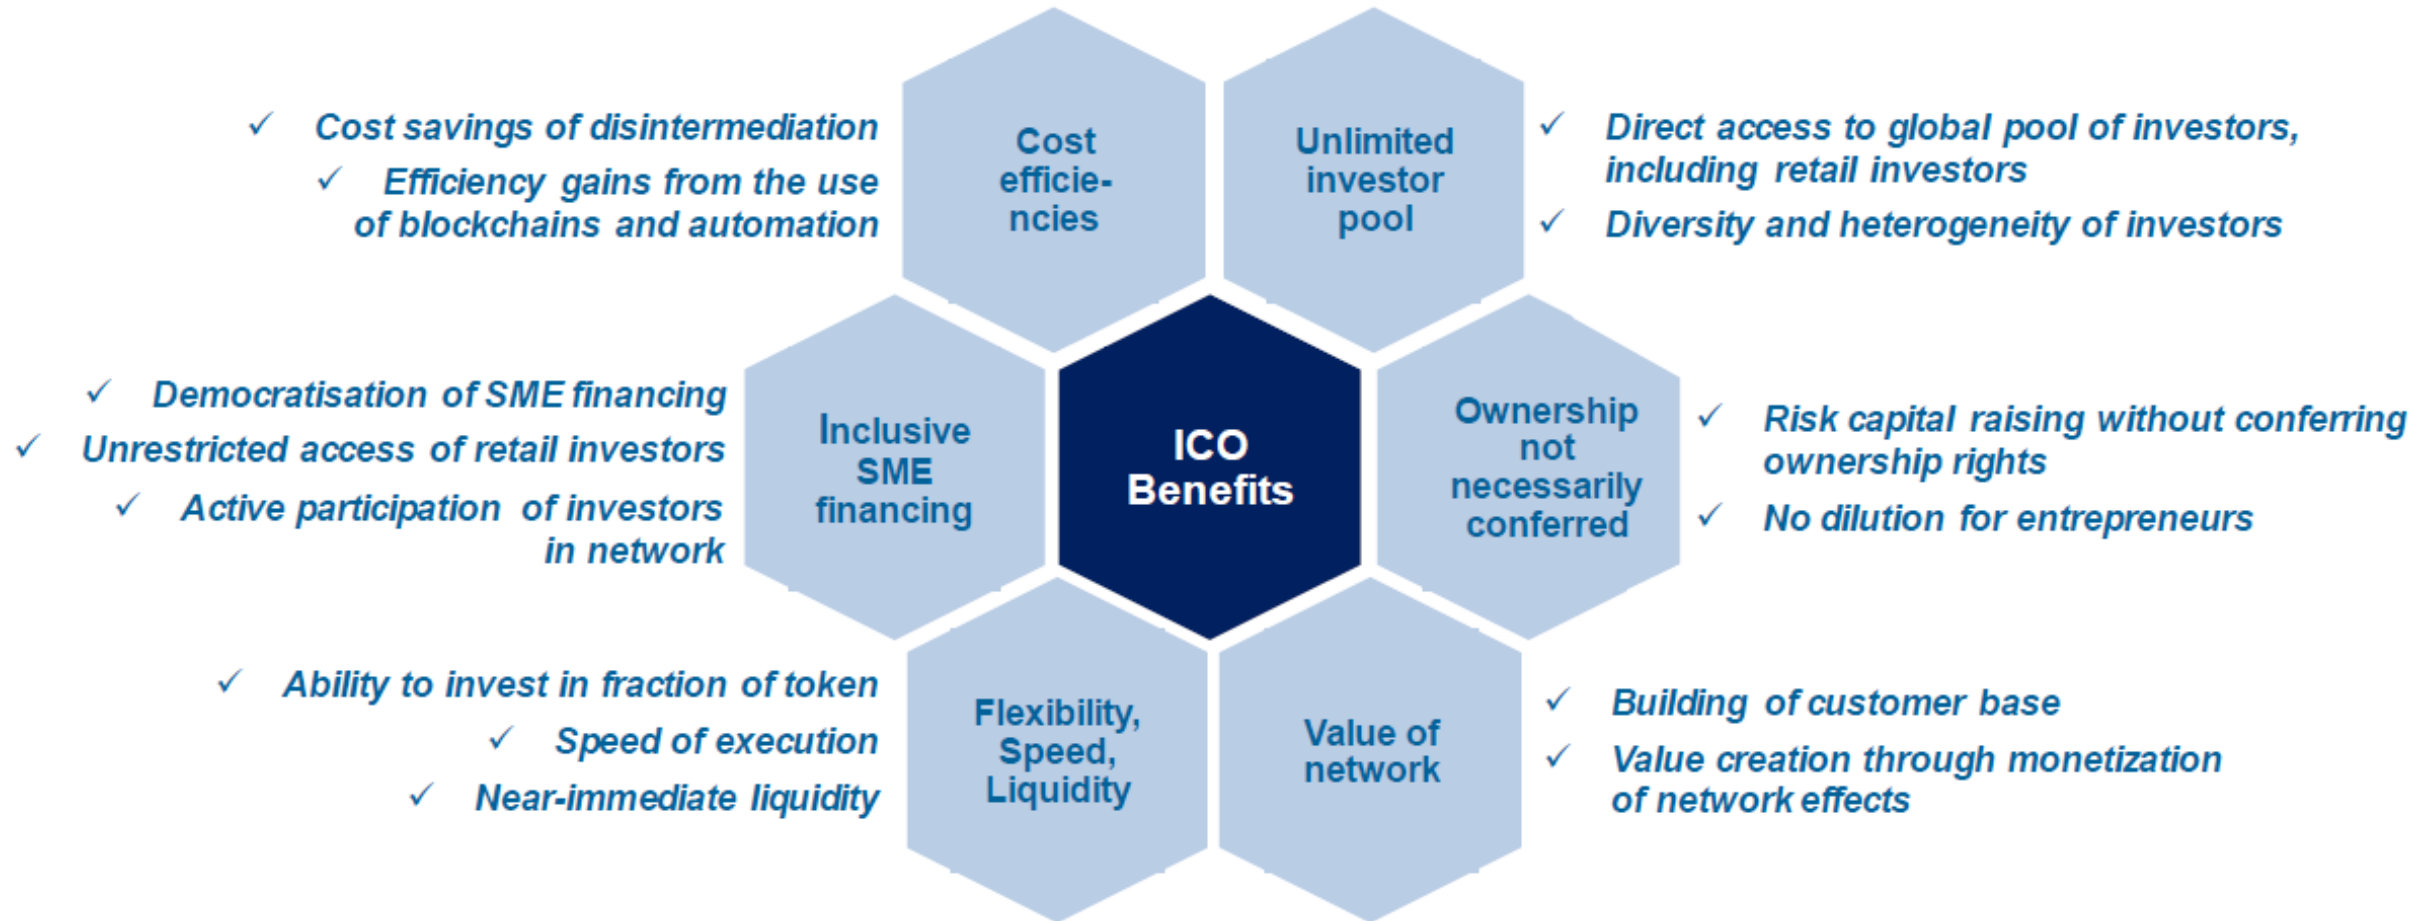 ✓ Cost savings of disintermediation
✓ Efficiency gains from the use
of blockchains and automation
Cost
efficie-
ncies
Unlimited
investor
pool
✓ Direct access to global pool of investors,
including retail investors
✓ Diversity and heterogeneity of investors
✓ Democratisation of SME financing
✓ Unrestricted access of retail investors
✓ Active participation of investors
in network
Inclusive
SME
financing
ICO
Benefits
Ownership
not
necessarily
conferred
✓ Risk capital raising without conferring
ownership rights
✓ No dilution for entrepreneurs
✓ Ability to invest in fraction of token
✓ Speed of execution
✓ Near-immediate liquidity
Flexibility,
Speed,
Liquidity
Value of
network
✓ Building of customer base
✓ Value creation through monetization
of network effects